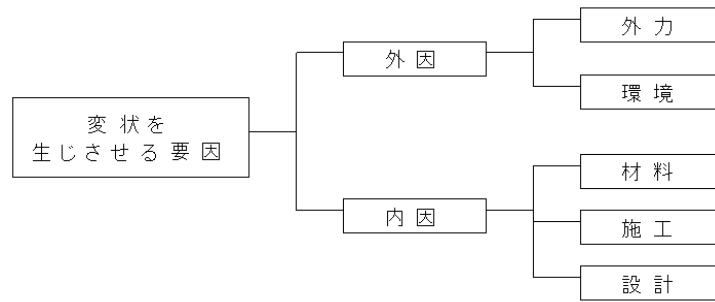 変状を
生じさせる要因
外因
外力
環境
内因
材料
施工
設計